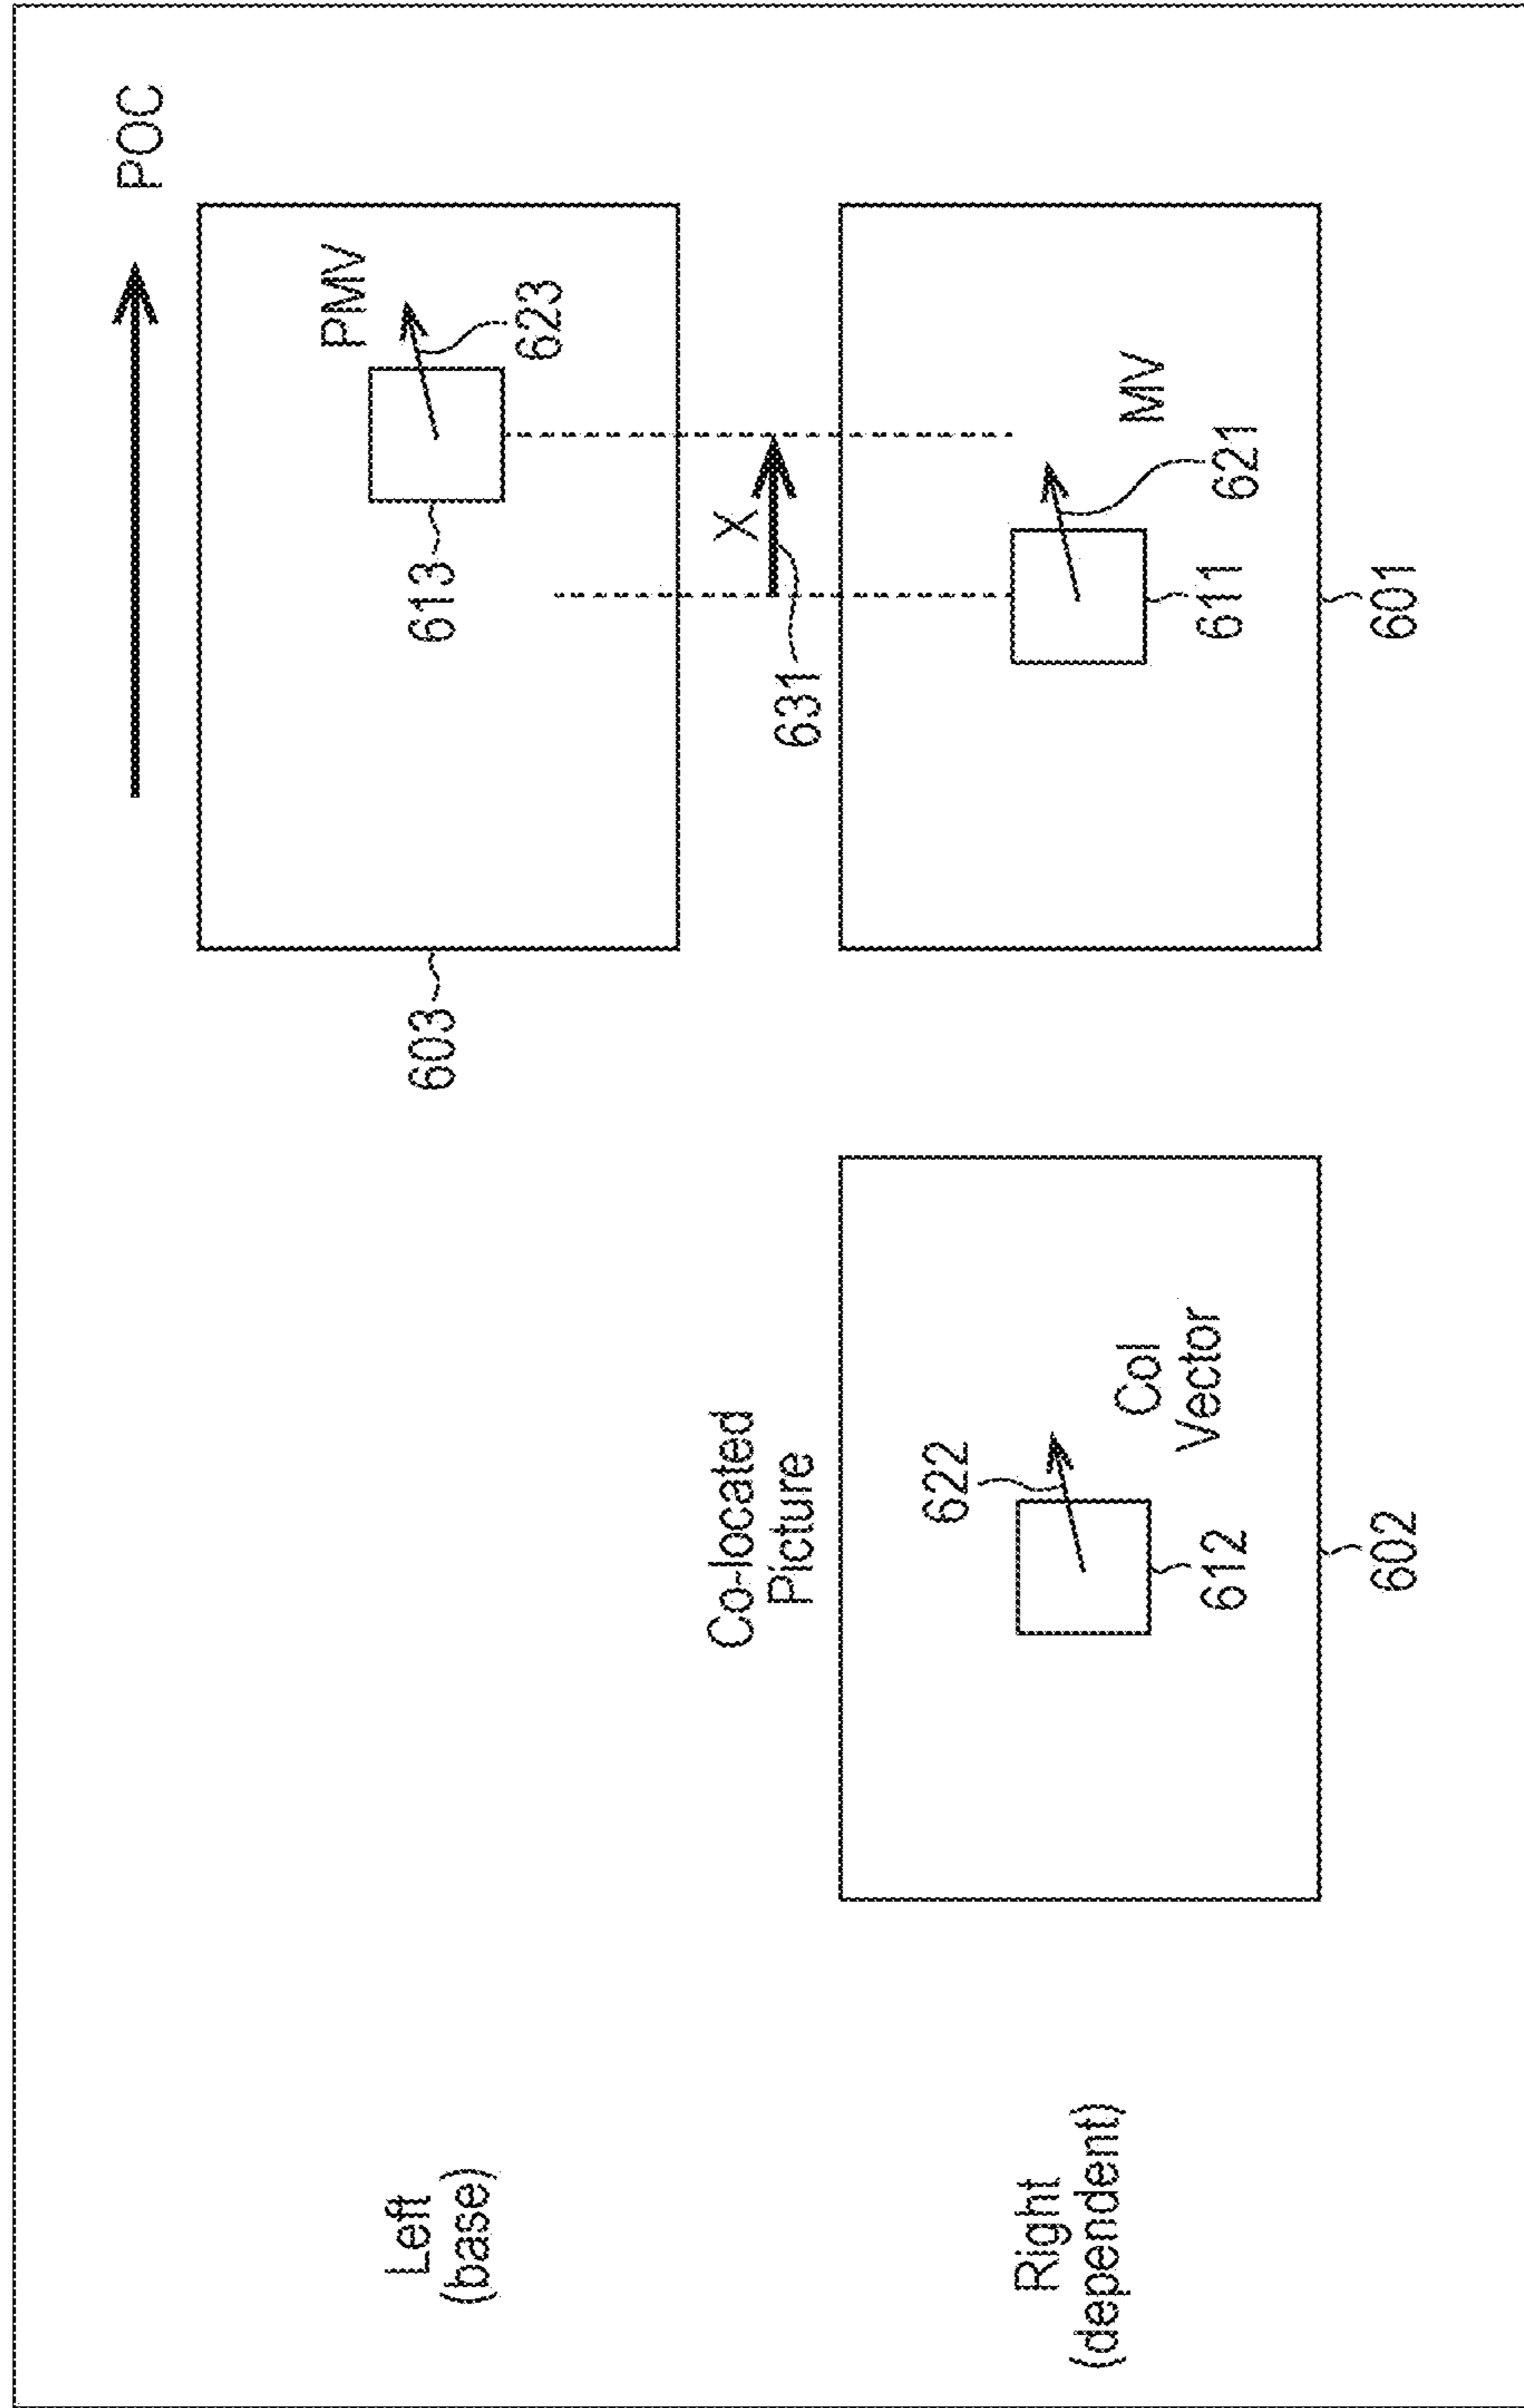 POC
Left
(base)
603
613
PMV
623
X
631
Co-located
Picture
Right
(dependent)
622
Col
Vector
612
602
MV
621
611
601